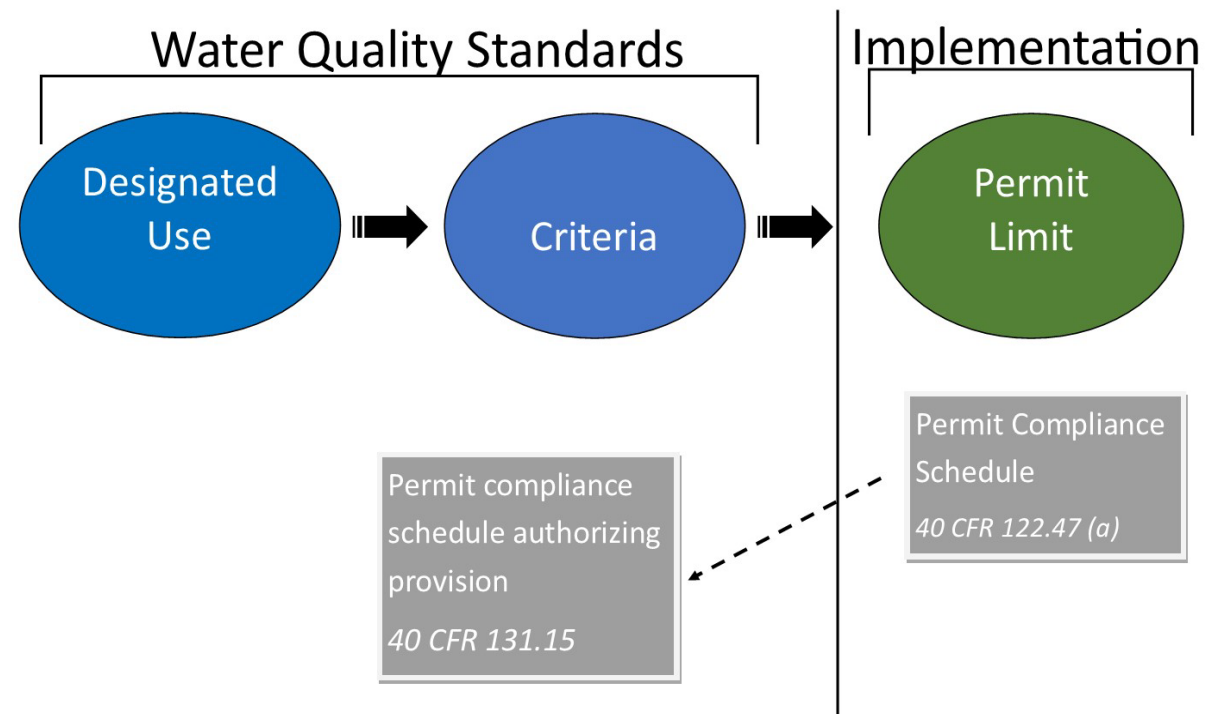 Water Quality Standards
Implementation
Designated
Use
Criteria
Permit
Limit
Permit compliance
schedule authorizing
provision
40 CFR 131.15
Permit Compliance
Schedule
40 CFR 122.47 (a)